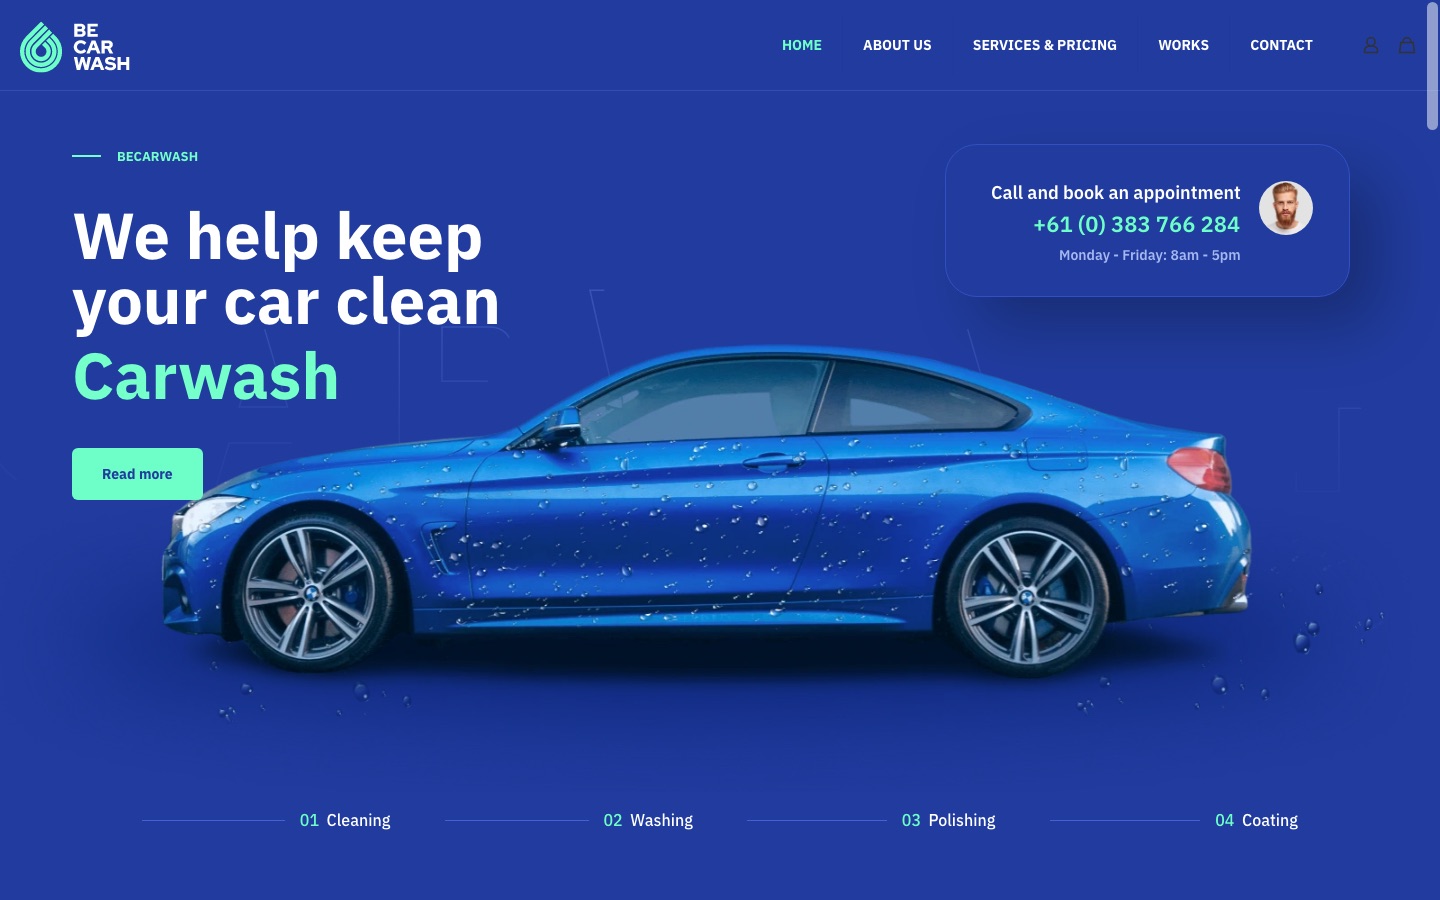 BE
CAR
WASH
HOME
ABOUT US
SERVICES & PRICING
WORKS
CONTACT
BECARWASH
We help keep
your car clean
Carwash
Read more
Call and book an appointment
+61 (0) 383 766 284
Monday - Friday: 8am - 5pm
01 Cleaning
02 Washing
03 Polishing
04 Coating